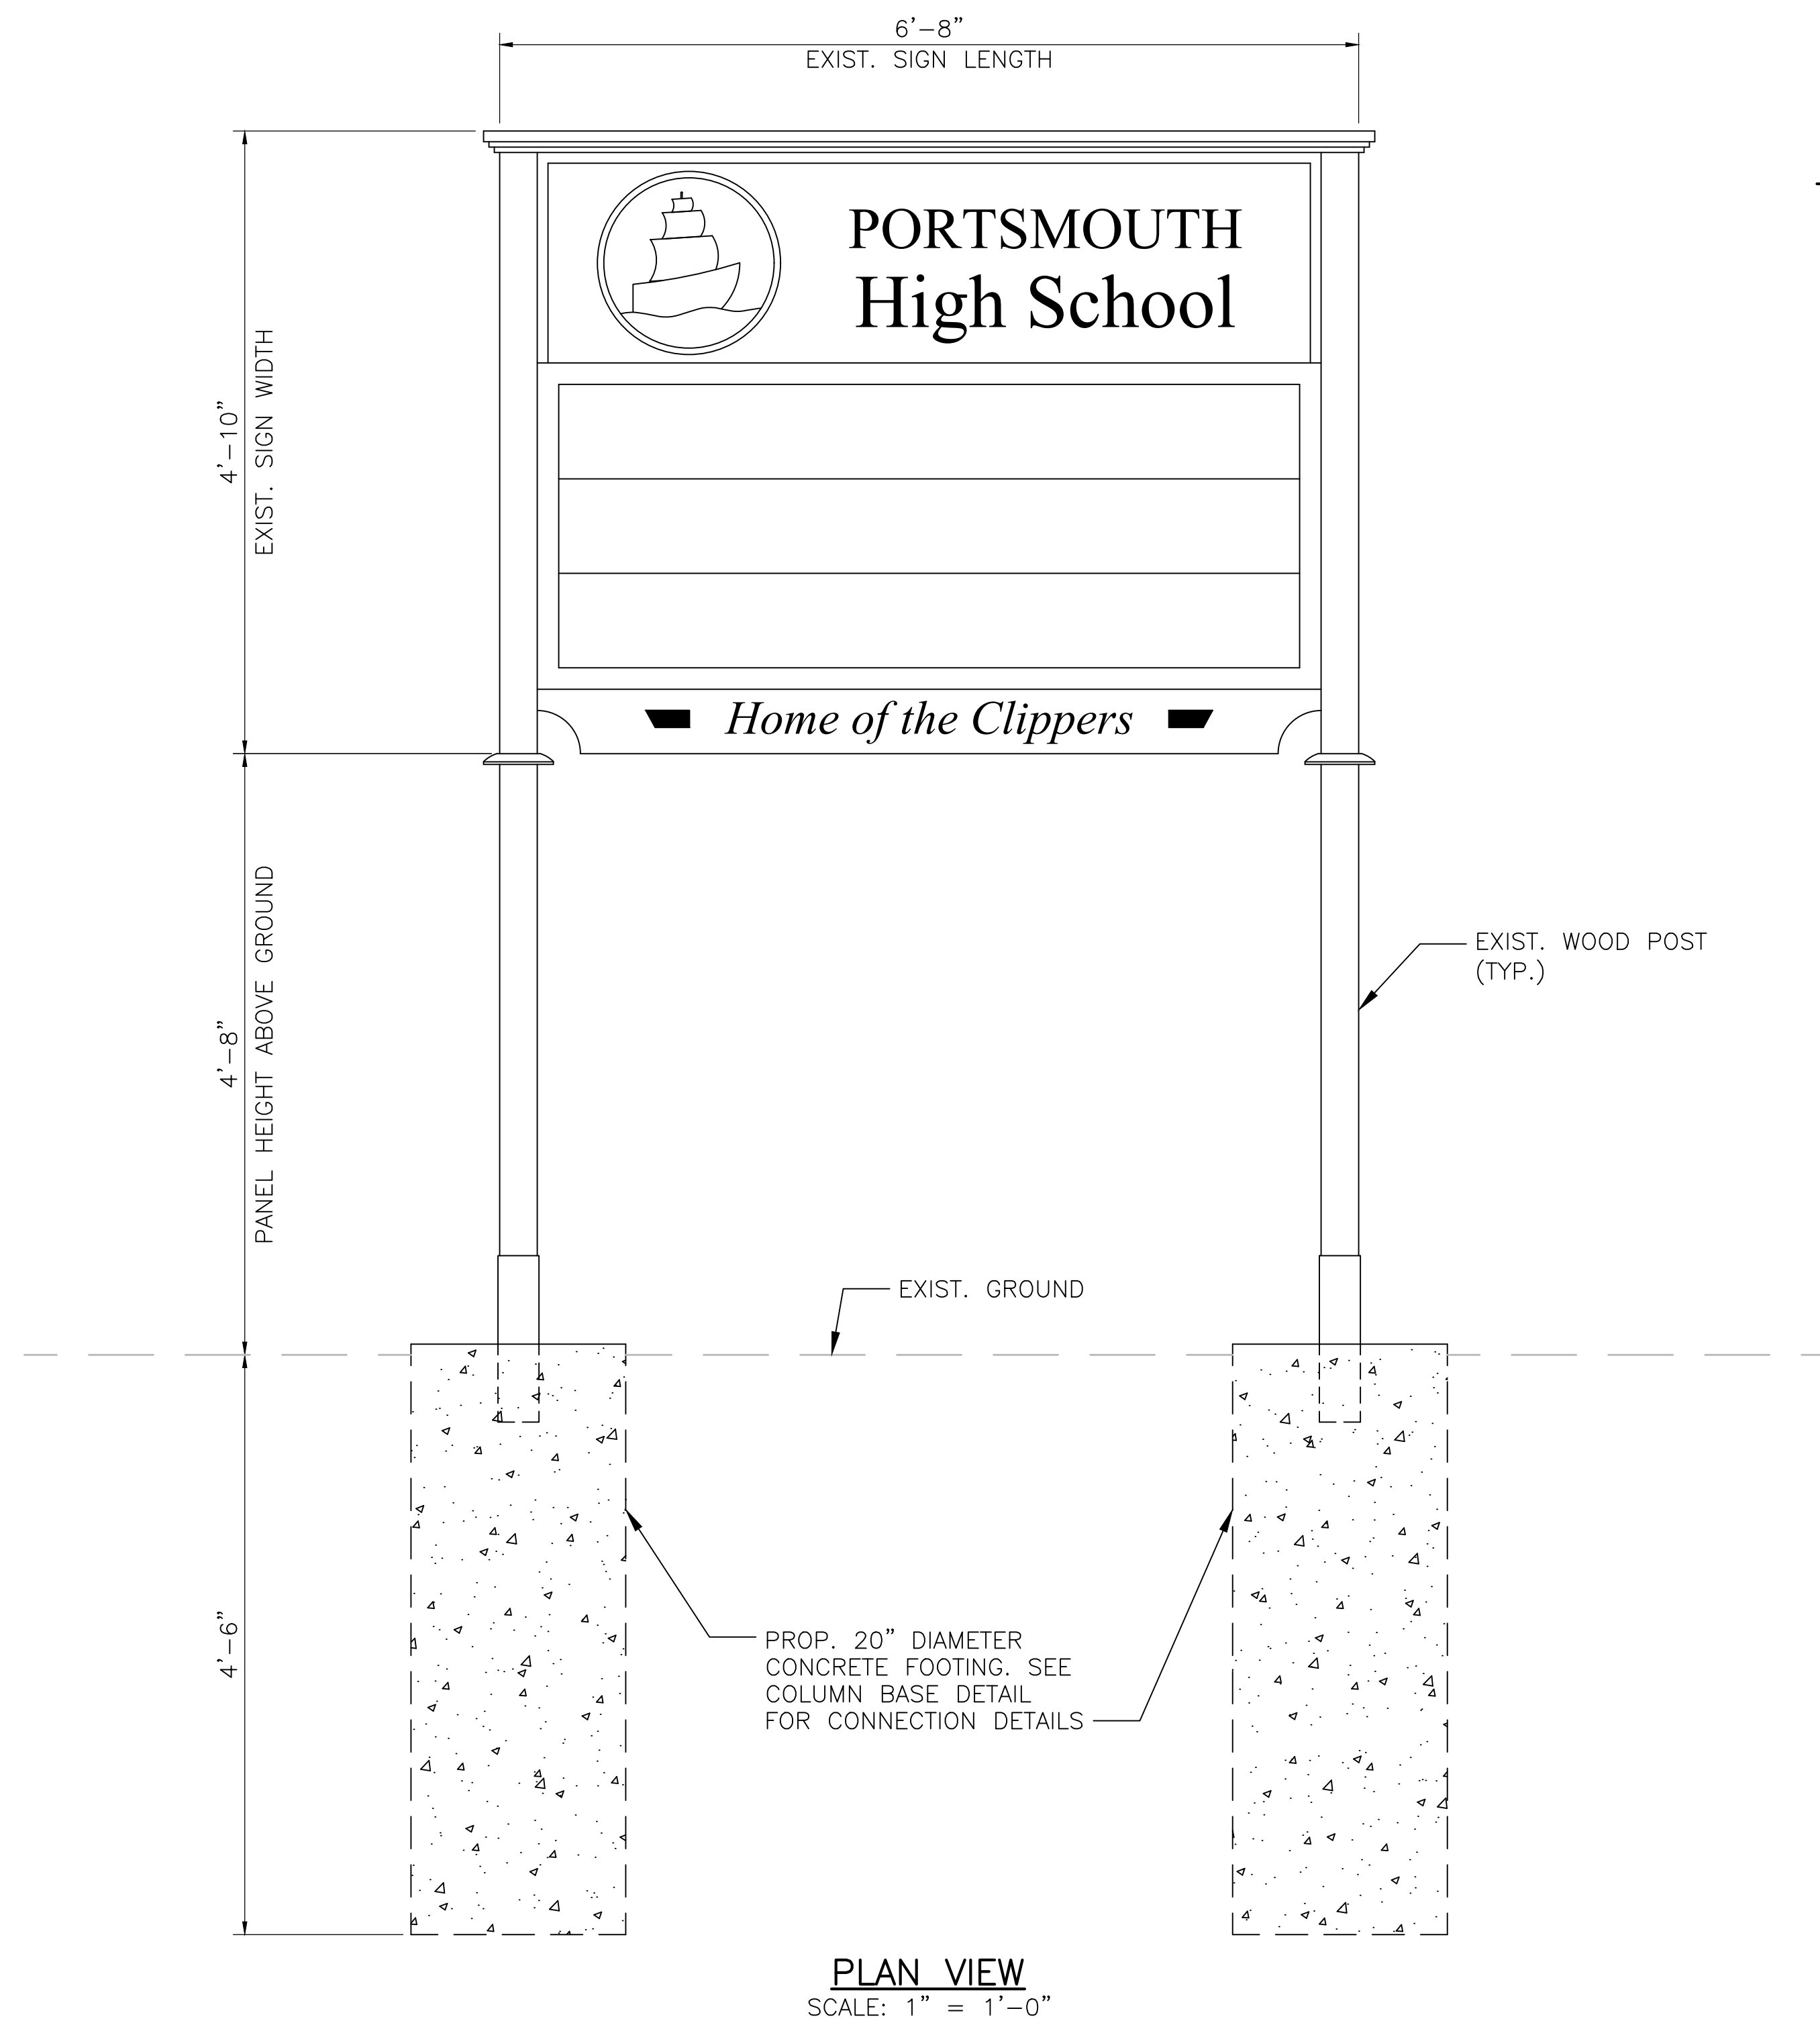 6'-8"
EXIST. SIGN LENGTH
PORTSMOUTH
High School
4'-10"
EXIST. SIGN WIDTH
Home of the Clippers
4'-8"
PANEL HEIGHT ABOVE GROUND
EXIST. WOOD POST
(TYP.)
EXIST. GROUND
4'-6"
PROP. 20" DIAMETER
CONCRETE FOOTING. SEE
COLUMN BASE DETAIL
FOR CONNECTION DETAILS
PLAN VIEW
SCALE: 1" = 1'-0"